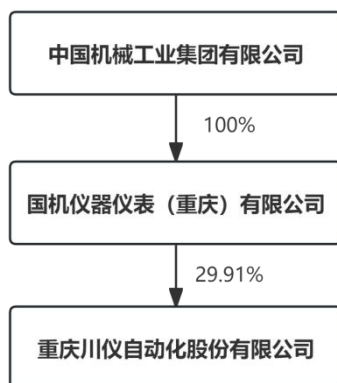 中国机械工业集团有限公司
100%
国机仪器仪表（重庆）有限公司
29.91%
重庆川仪自动化股份有限公司